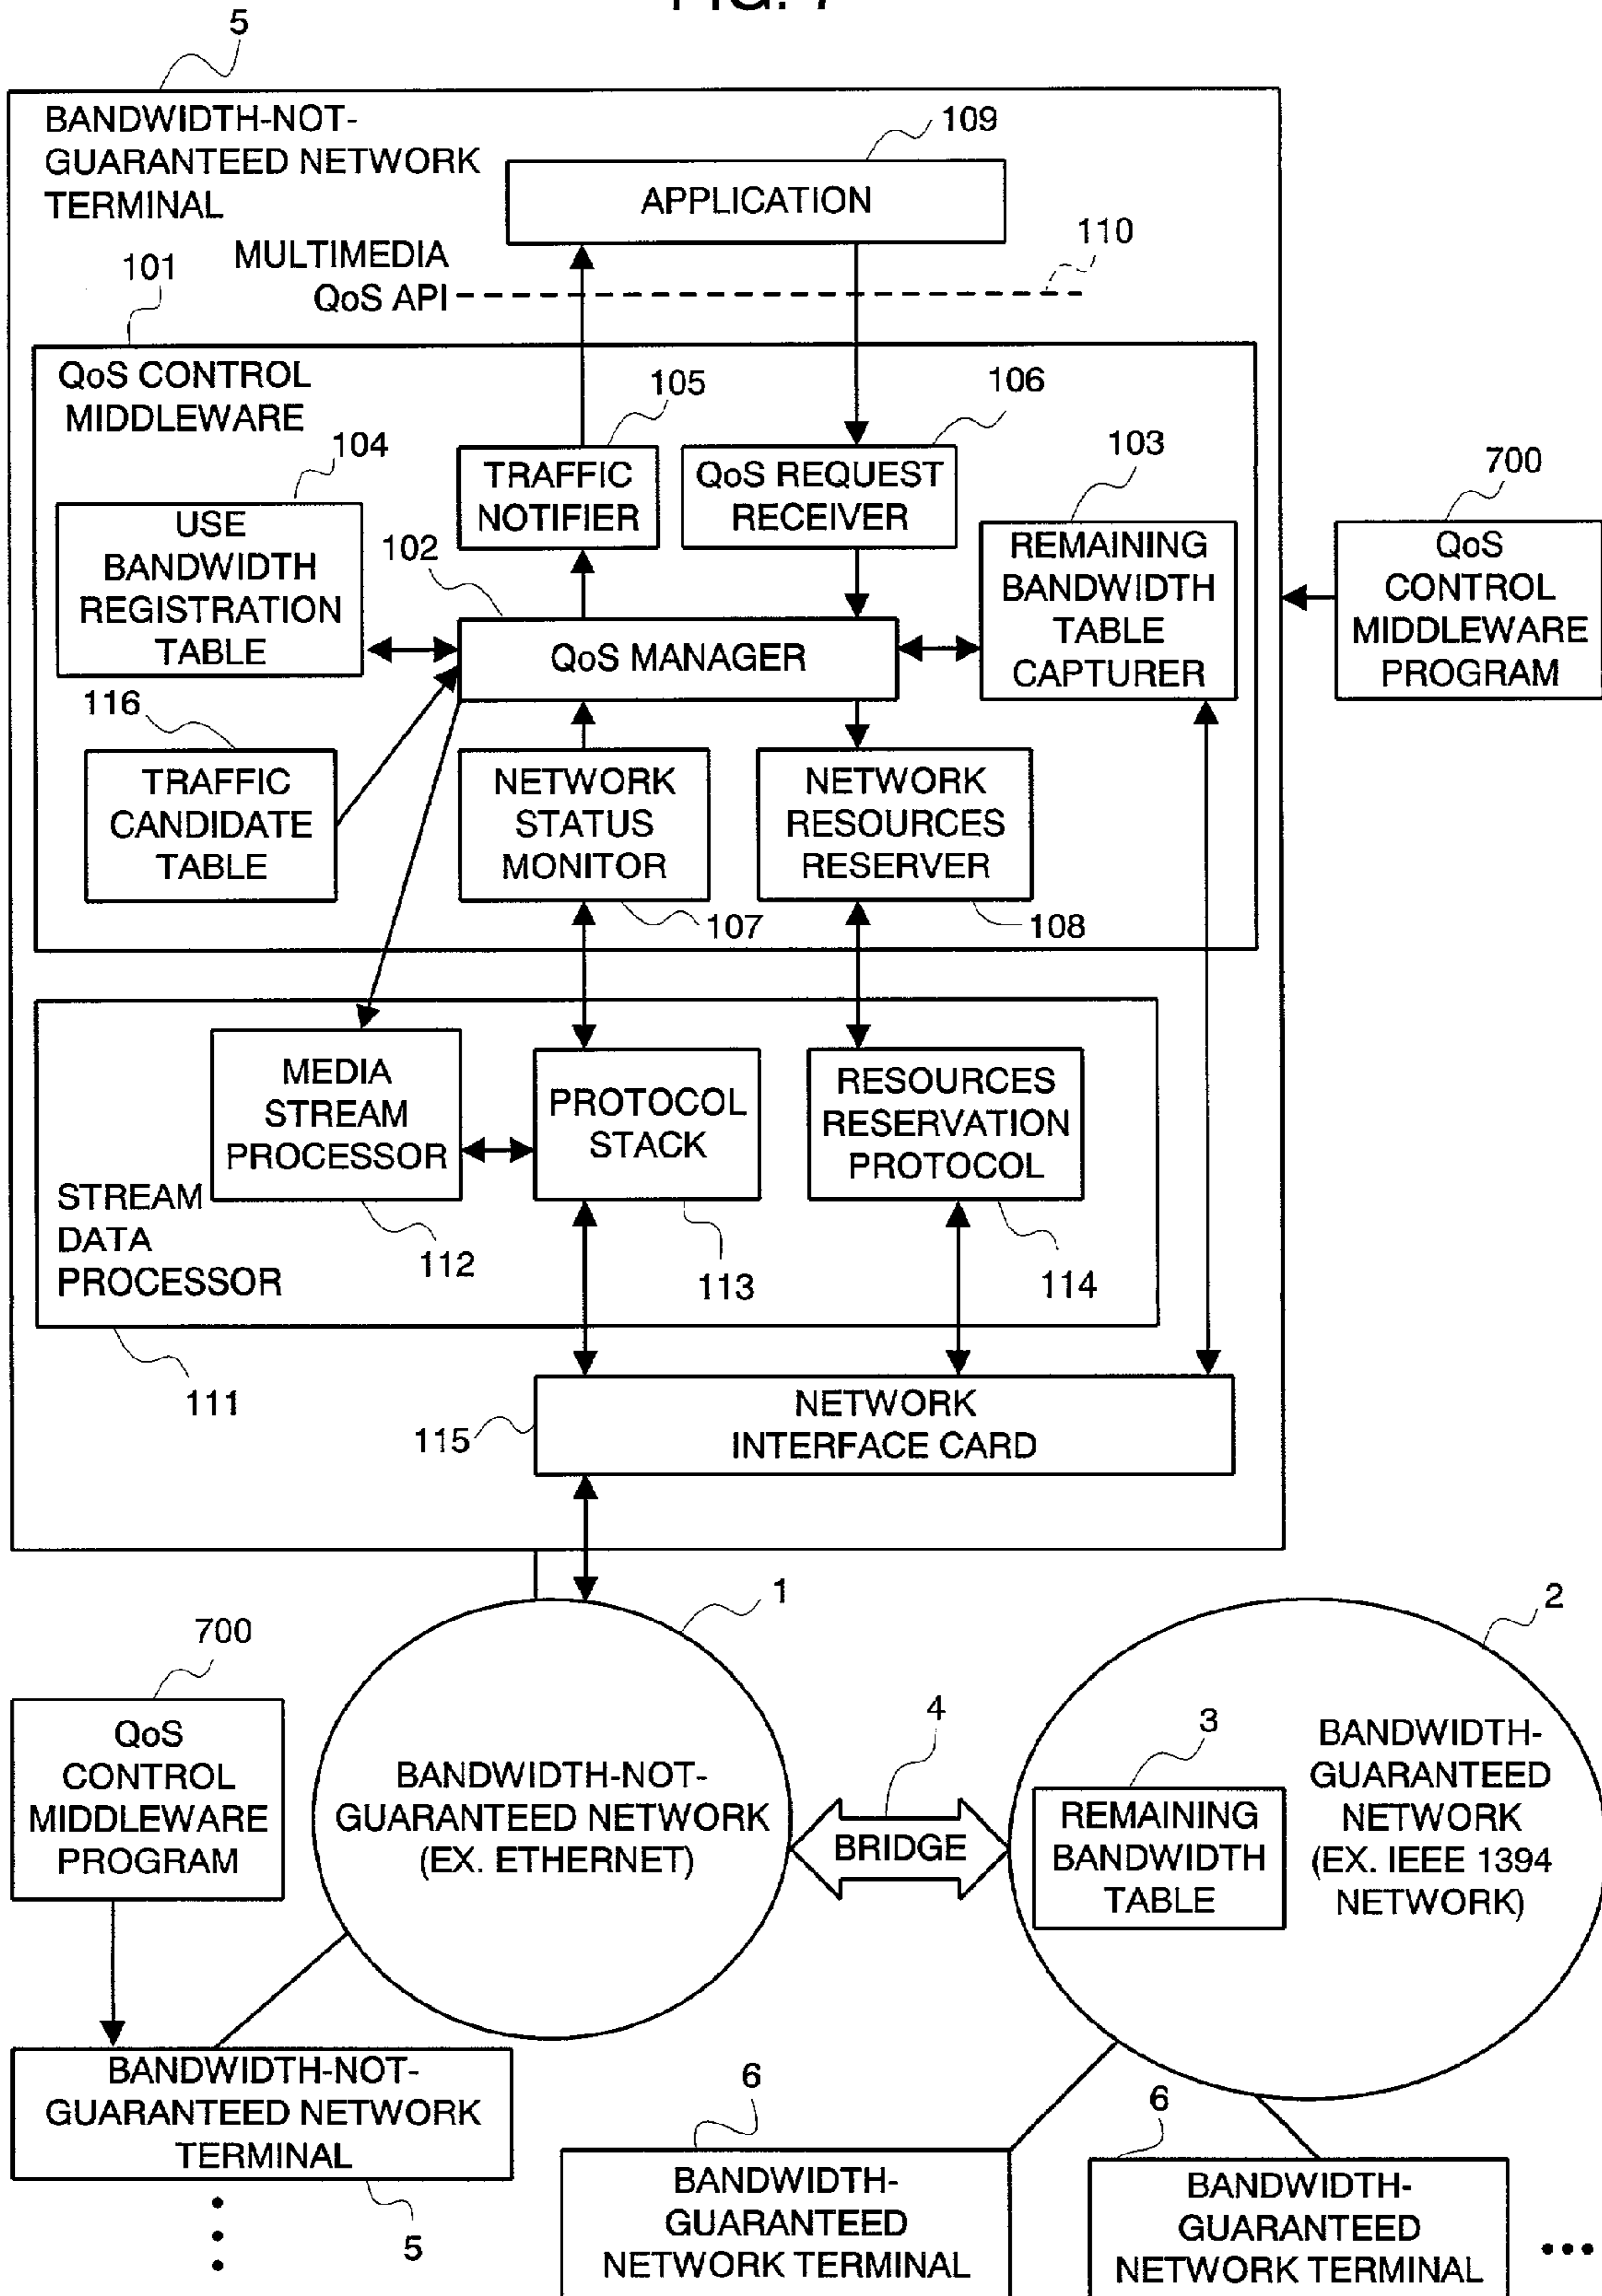 FIG. 7
5
BANDWIDTH-NOT-
GUARANTEED NETWORK
TERMINAL
109
APPLICATION
110
101
MULTIMEDIA
QoS API
QoS CONTROL
MIDDLEWARE
105
106
104
103
700
TRAFFIC
NOTIFIER
QoS REQUEST
RECEIVER
USE
BANDWIDTH
REGISTRATION
TABLE
102
REMAINING
BANDWIDTH
TABLE
CAPTURER
QoS
CONTROL
MIDDLEWARE
PROGRAM
QoS MANAGER
116
TRAFFIC
CANDIDATE
TABLE
NETWORK
STATUS
MONITOR
NETWORK
RESOURCES
RESERVER
107
108
MEDIA
STREAM
PROCESSOR
PROTOCOL
STACK
RESOURCES
RESERVATION
PROTOCOL
STREAM
DATA
PROCESSOR
112
113
114
111
115
NETWORK
INTERFACE CARD
1
2
700
QoS
CONTROL
MIDDLEWARE
PROGRAM
BANDWIDTH-NOT-
GUARANTEED NETWORK
(EX. ETHERNET)
4
BRIDGE
3
REMAINING
BANDWIDTH
TABLE
BANDWIDTH-
GUARANTEED
NETWORK
(EX. IEEE 1394
NETWORK)
BANDWIDTH-NOT-
GUARANTEED NETWORK
TERMINAL
5
6
BANDWIDTH-
GUARANTEED
NETWORK TERMINAL
6
BANDWIDTH-
GUARANTEED
NETWORK TERMINAL